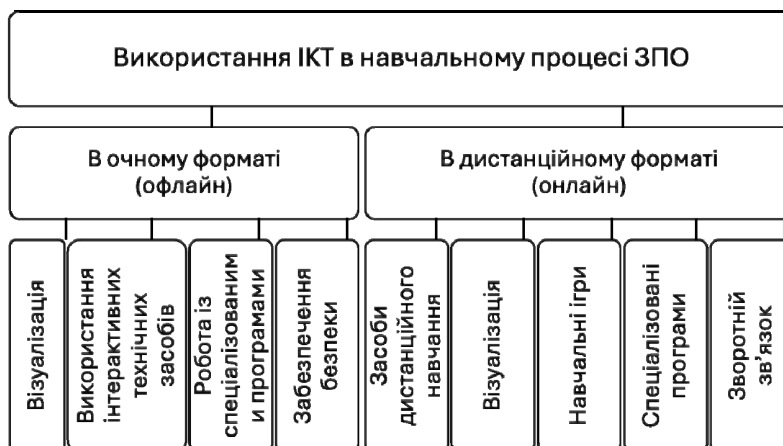 Використання ІКТ в навчальному процесі ЗПО
В очному форматі
(офлайн)
В дистанційному форматі
(онлайн)
Візуалізація
Використання
інтерактивних
технічних
засобів
Робота із
спеціалізованим
и програмами
Забезпечення
безпеки
Засоби
дистанційного
навчання
Візуалізація
Навчальні ігри
Спеціалізовані
програми
Зворотній
зв'язок